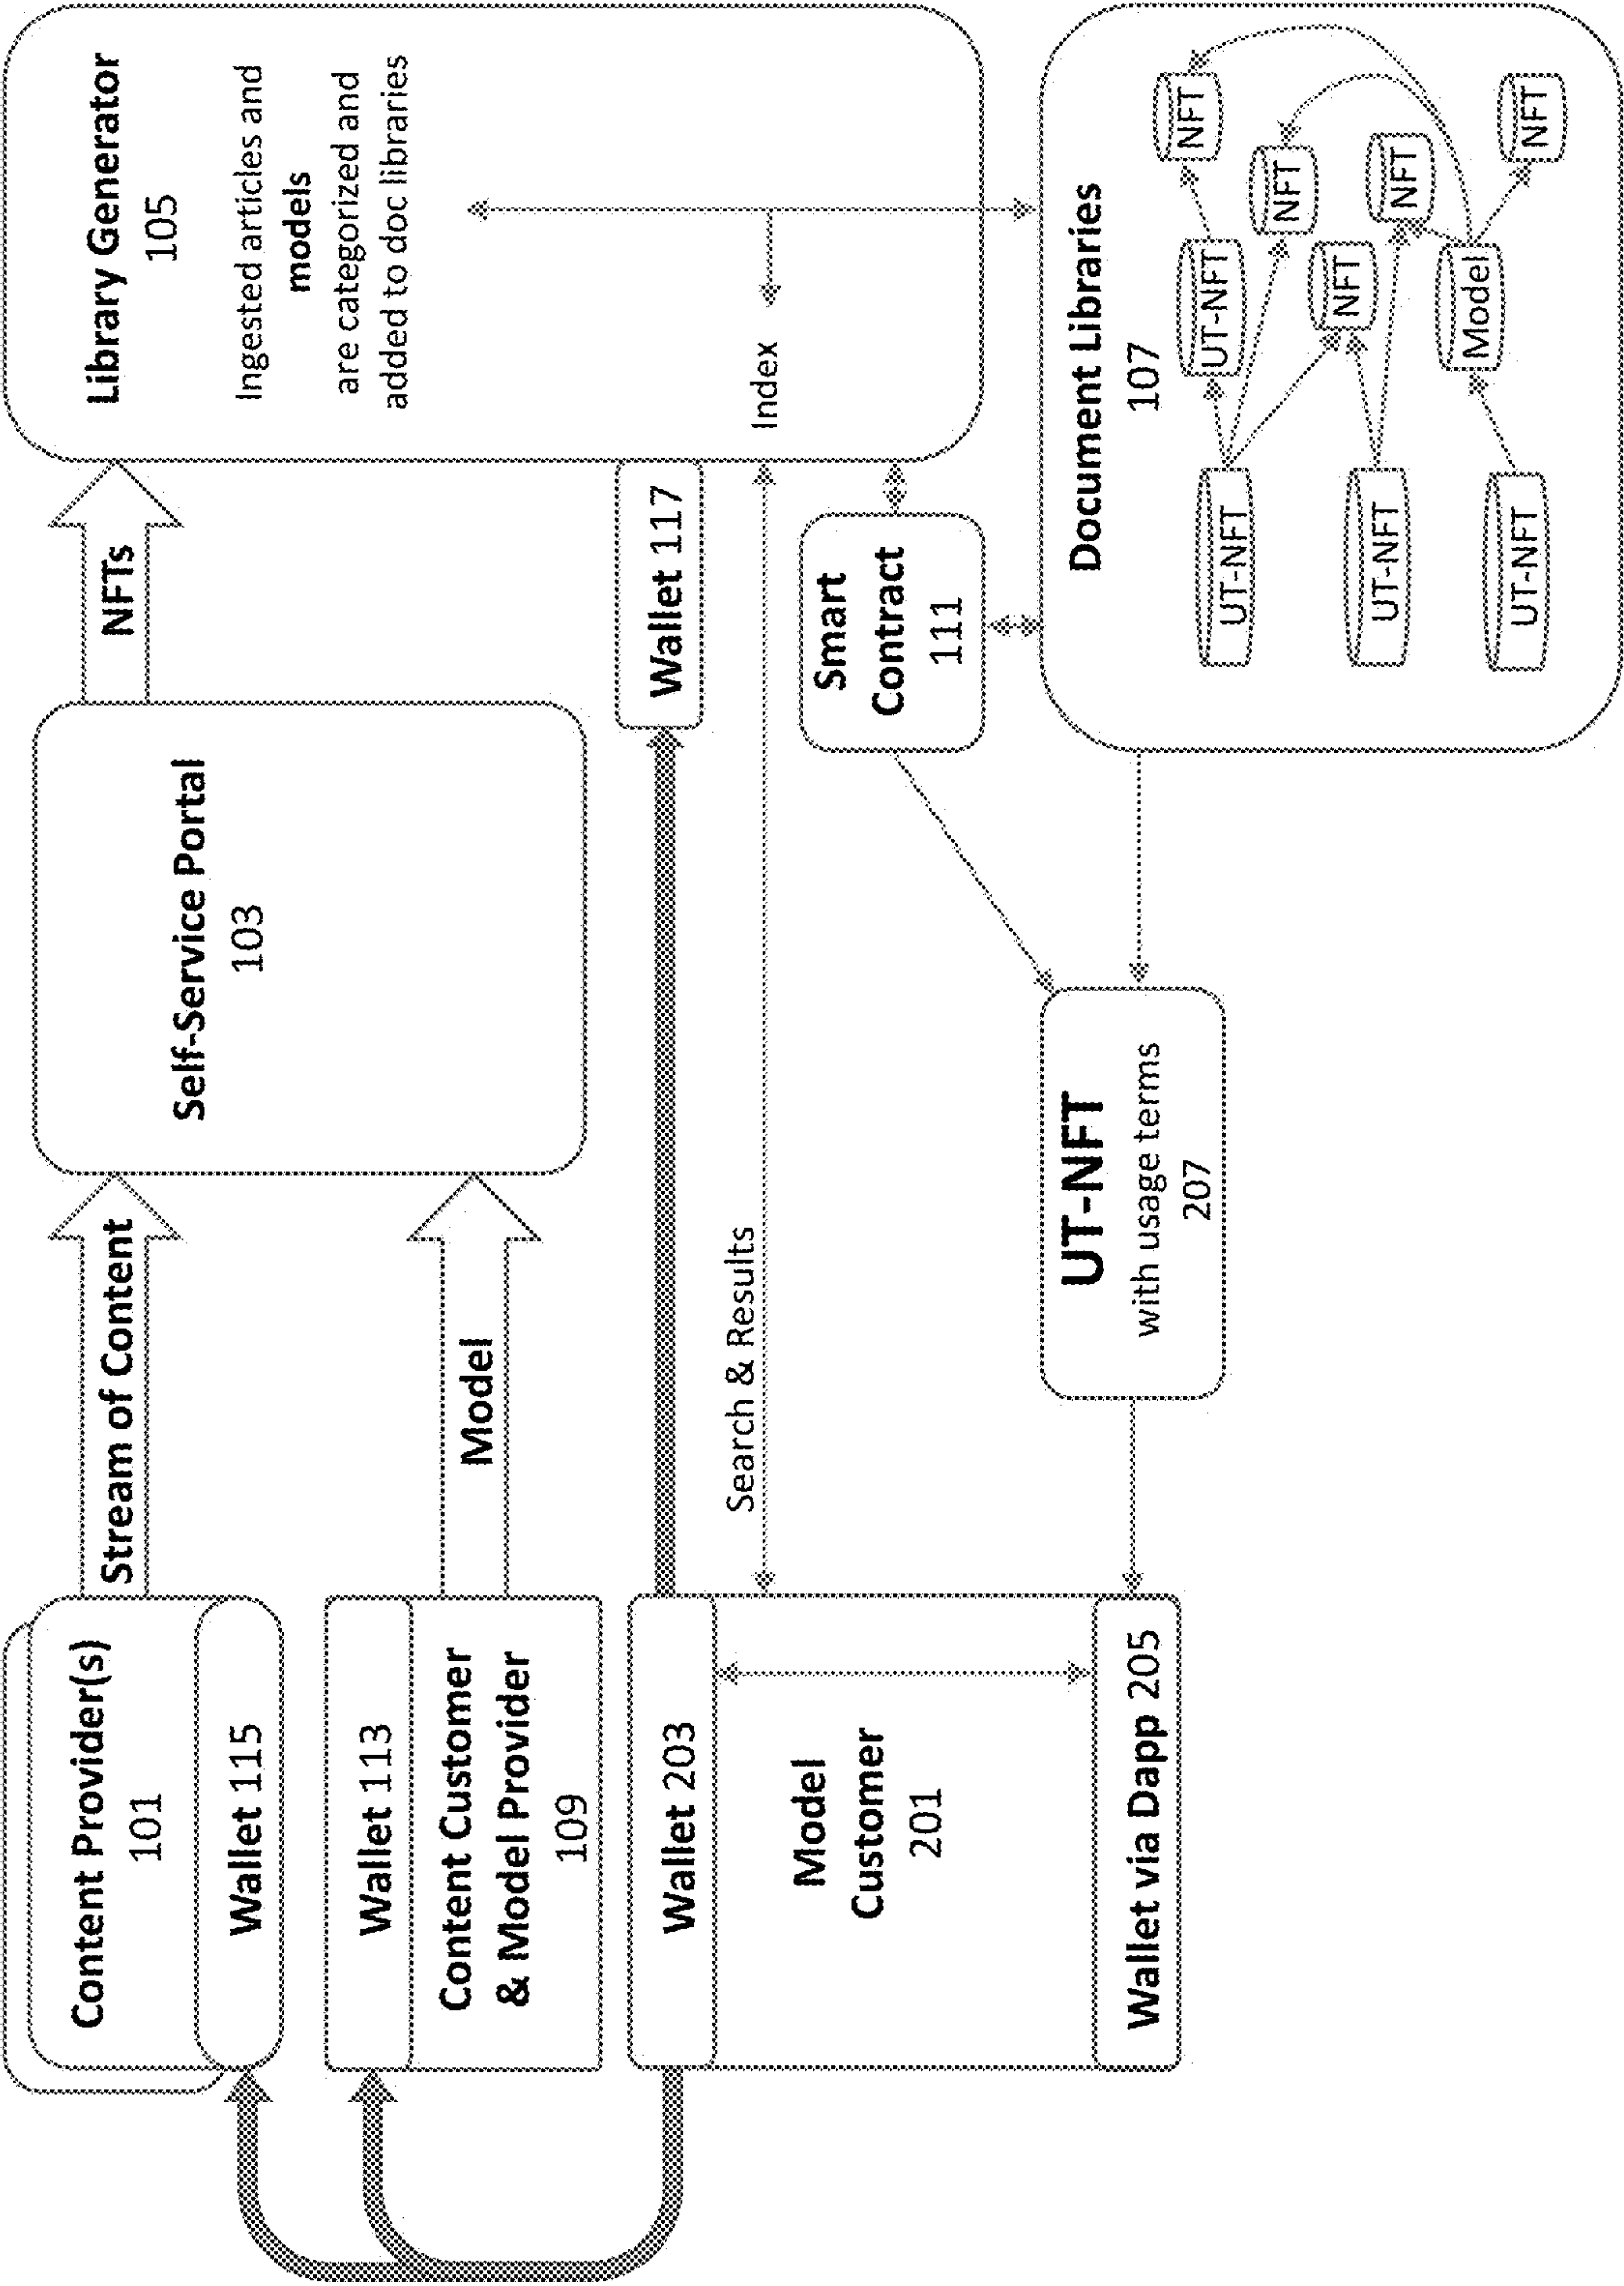 Content Provider(s)
101
Wallet 115
Stream of Content
Wallet 113
Content Customer
& Model Provider
109
Model
Self-Service Portal
103
NFTs
Library Generator
105
Ingested articles and
models
are categorized and
added to doc libraries
Index
Wallet 203
Model
Customer
201
Wallet via Dapp 205
Search & Results
Wallet 117
Smart
Contract
111
UT-NFT
with usage terms
207
Document Libraries
107
UT-NFT
UT-NFT
NFT
NFT
UT-NFT
NFT
NFT
UT-NFT
Model
NFT